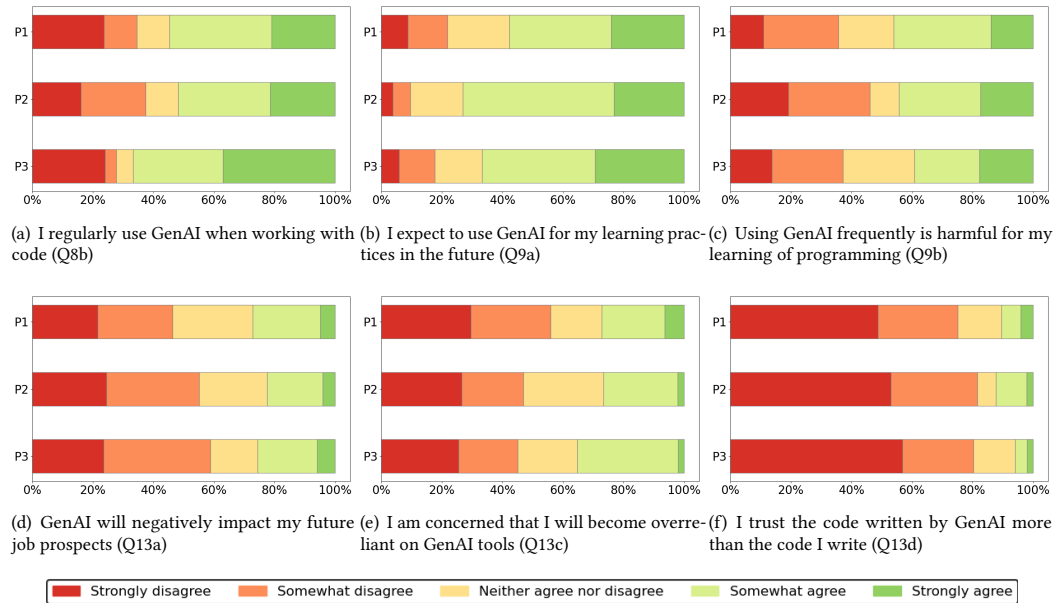 P1
P2
P3
0% 20% 40% 60% 80% 100%
(a) I regularly use GenAI when working with
code (Q8b)
P1
P2
P3
0% 20% 40% 60% 80% 100%
(b) I expect to use GenAI for my learning prac-
tices in the future (Q9a)
P1
P2
P3
0% 20% 40% 60% 80% 100%
(c) Using GenAI frequently is harmful for my
learning of programming (Q9b)
P1
P2
P3
0% 20% 40% 60% 80% 100%
(d) GenAI will negatively impact my future
job prospects (Q13a)
P1
P2
P3
0% 20% 40% 60% 80% 100%
(e) I am concerned that I will become overre-
liant on GenAI tools (Q13c)
P1
P2
P3
0% 20% 40% 60% 80% 100%
(f) I trust the code written by GenAI more
than the code I write (Q13d)
Strongly disagree Somewhat disagree Neither agree nor disagree Somewhat agree Strongly agree